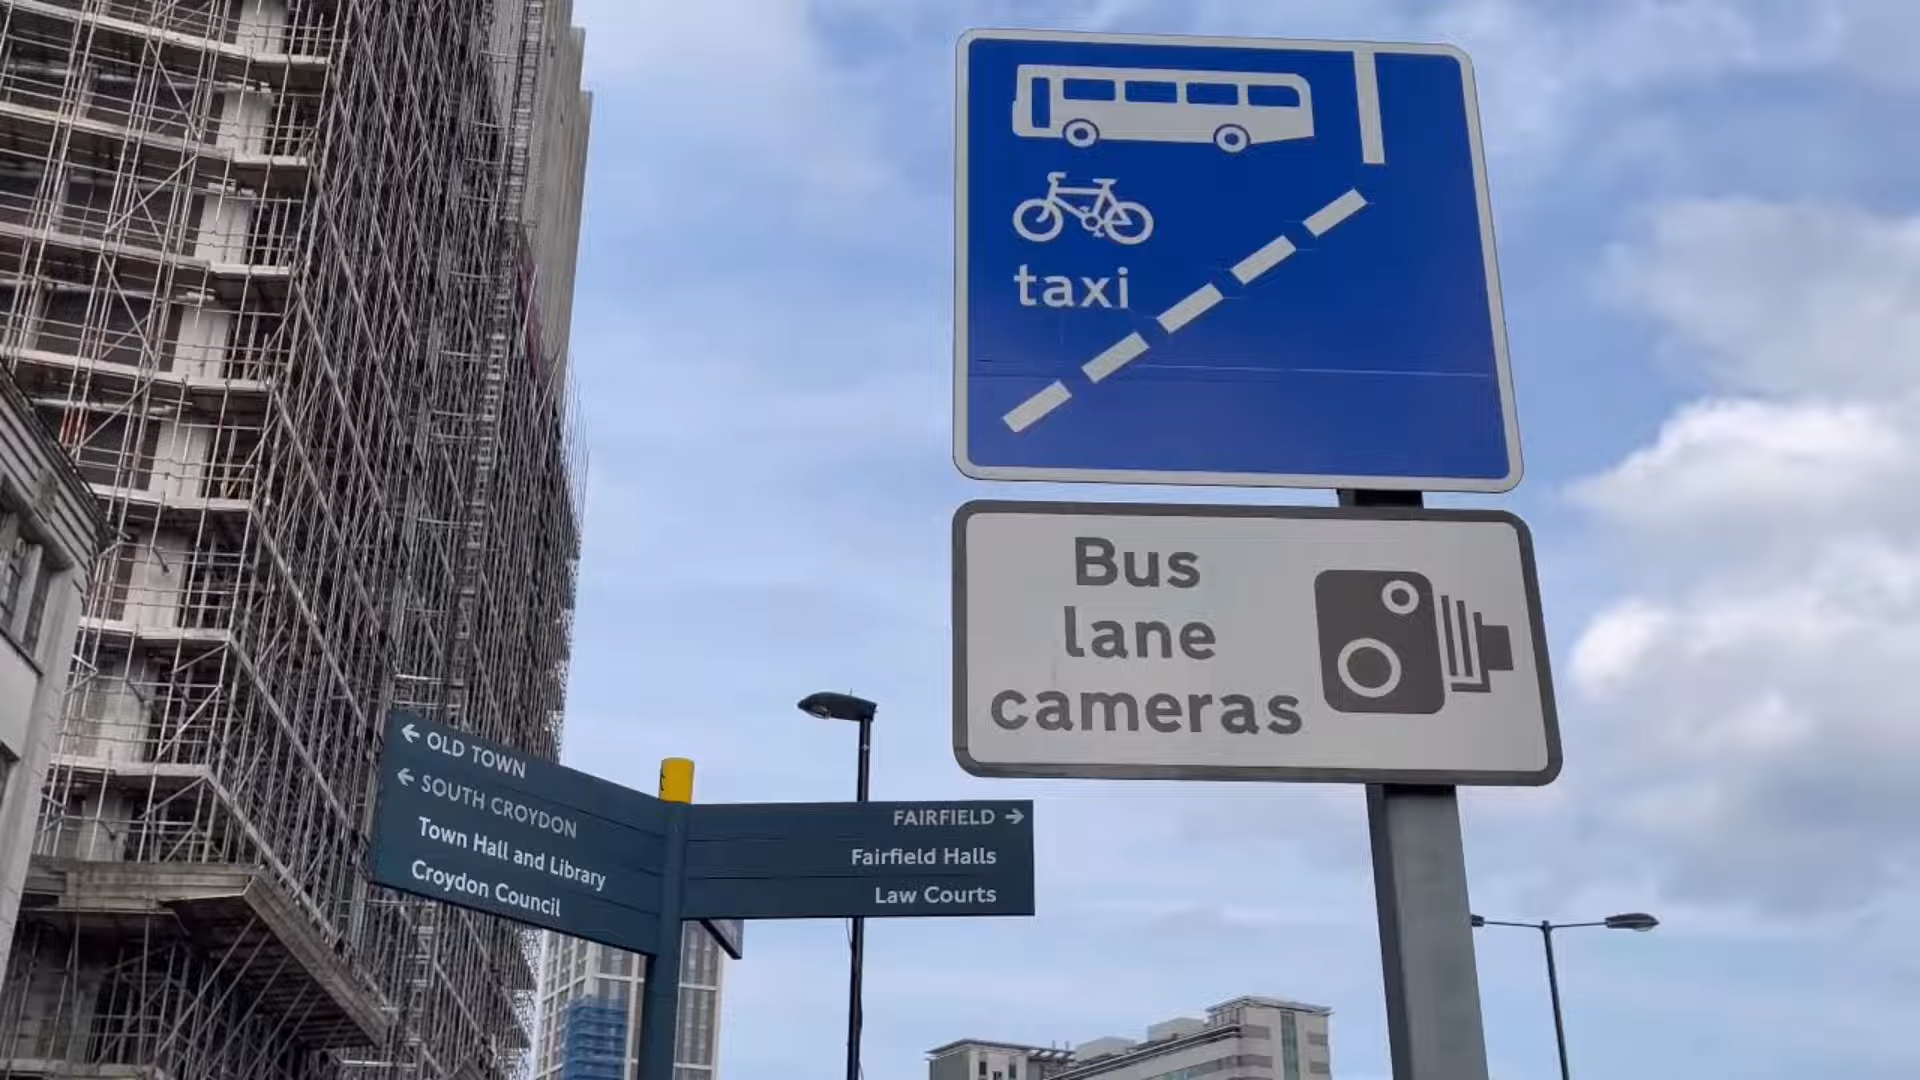 taxi
Bus
lane
cameras
← OLD TOWN
← SOUTH CROYDON
Town Hall and Library
Croydon Council
FAIRFIELD →
Fairfield Halls
Law Courts